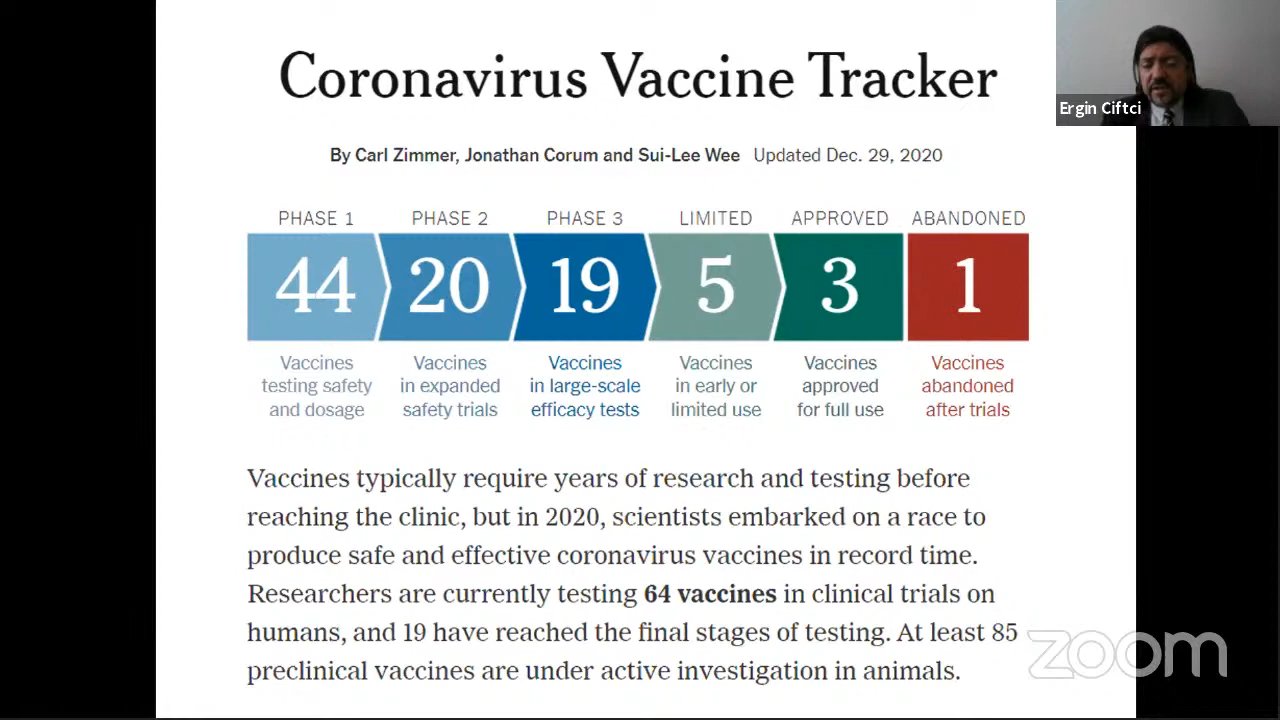 Coronavirus Vaccine Tracker
Ergin Ciftci
By Carl Zimmer, Jonathan Corum and Sui-Lee Wee Updated Dec. 29, 2020
PHASE 1 PHASE 2 PHASE 3 LIMITED APPROVED ABANDONED
44 20 19 5 3 1
Vaccines Vaccines Vaccines Vaccines Vaccines Vaccines
testing safety in expanded in large-scale in early or approved abandoned
and dosage safety trials efficacy tests limited use for full use after trials
Vaccines typically require years of research and testing before
reaching the clinic, but in 2020, scientists embarked on a race to
produce safe and effective coronavirus vaccines in record time.
Researchers are currently testing 64 vaccines in clinical trials on
humans, and 19 have reached the final stages of testing. At least 85
preclinical vaccines are under active investigation in animals.
zoom